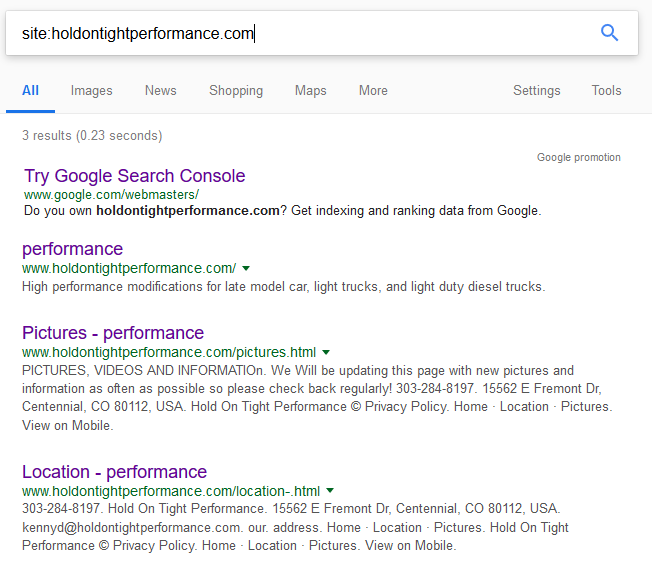 site:holdontightperformance.com
All Images News Shopping Maps More Settings Tools
3 results (0.23 seconds)
Google promotion
Try Google Search Console
www.google.com/webmasters/
Do you own holdontightperformance.com? Get indexing and ranking data from Google.
performance
www.holdontightperformance.com/
High performance modifications for late model car, light trucks, and light duty diesel trucks.
Pictures - performance
www.holdontightperformance.com/pictures.html
PICTURES, VIDEOS AND INFORMATIOn. We Will be updating this page with new pictures and
information as often as possible so please check back regularly! 303-284-8197. 15562 E Fremont Dr,
Centennial, CO 80112, USA. Hold On Tight Performance © Privacy Policy. Home · Location · Pictures.
View on Mobile.
Location - performance
www.holdontightperformance.com/location-.html
303-284-8197. Hold On Tight Performance. 15562 E Fremont Dr, Centennial, CO 80112, USA.
kennyd@holdontightperformance.com. our. address. Home · Location · Pictures. Hold On Tight
Performance © Privacy Policy. Home · Location · Pictures. View on Mobile.